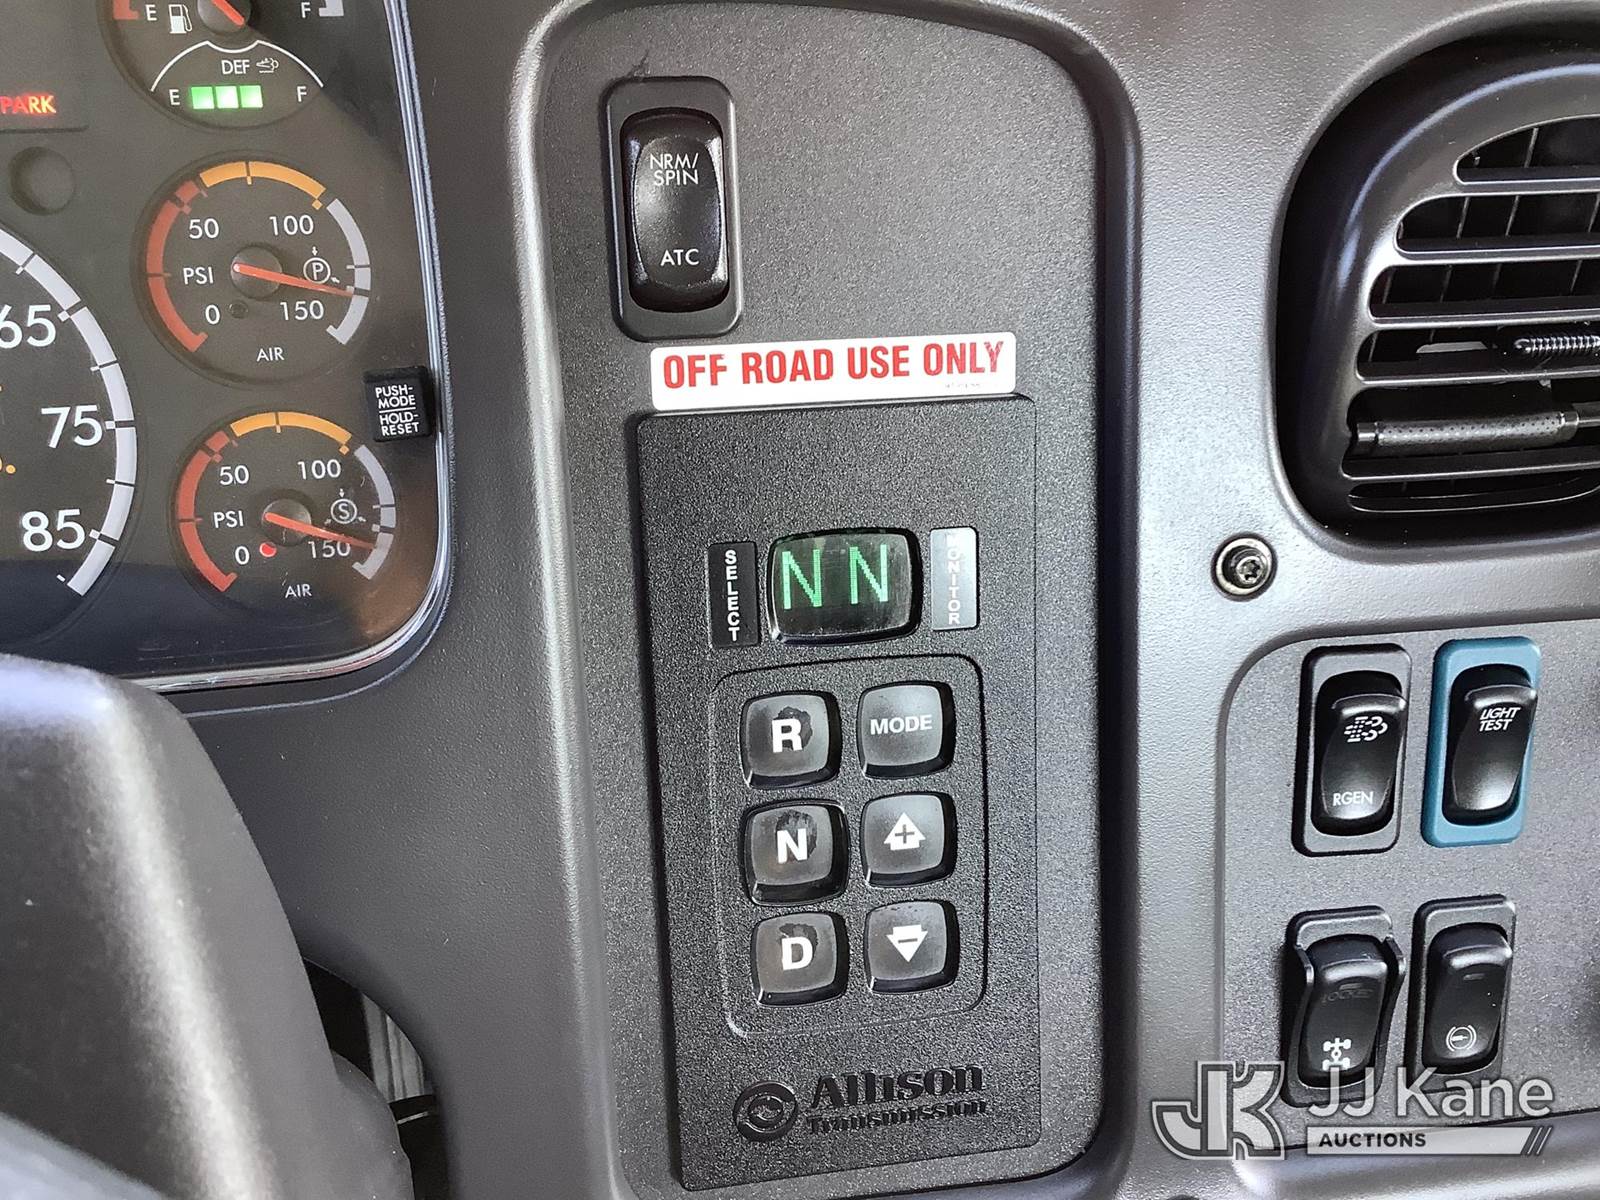 E F
DEF
E F
PARK
50 100
PSI P
0 150
AIR
65
75
85
PUSH-
MODE
HOLD-
RESET
50 100
PSI S
0 150
AIR
NRM/
SPIN
ATC
OFF ROAD USE ONLY
SELECT
N N
MONITOR
R MODE
N +
D -
Allison
Transmission
RGEN
LIGHT
TEST
LOCKED
JK JJ Kane
AUCTIONS